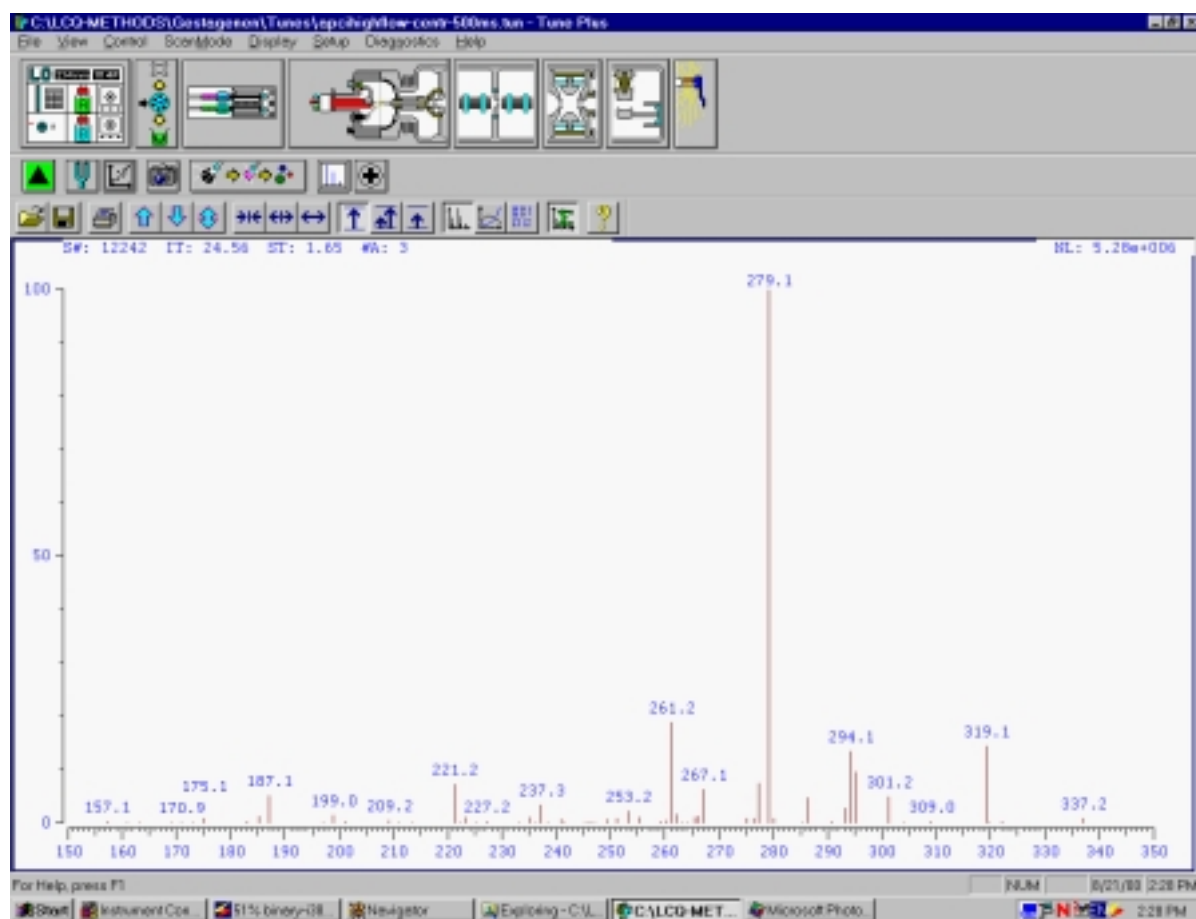 C:\LCQ-METHODS\Gestagenon\Tunes\apcihighflow-contr-500ms.tun - Tune Plus
File View Control ScanMode Display Setup Diagnostics Help
S#: 12242 IT: 24.56 ST: 1.65 #A: 3
NL: 5.28e+006
279.1
100
50
261.2
294.1
319.1
267.1
221.2
175.1
187.1
301.2
237.3
253.2
199.0
157.1
170.9
209.2
227.2
309.0
337.2
0
150 160 170 180 190 200 210 220 230 240 250 260 270 280 290 300 310 320 330 340 350
For Help, press F1
NUM
8/21/00 2:28 PM
Start
Instrument Con...
51% binary-i38...
Navigator
Exploring - C:\L...
C:\LCQ-MET...
Microsoft Photo...
2:28 PM